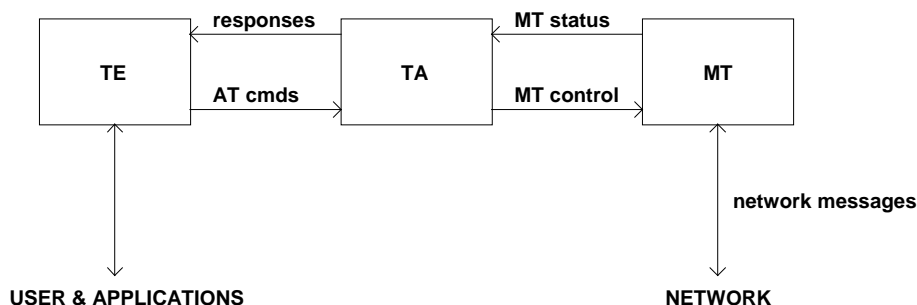 responses
MT status
TE
TA
MT
AT cmds
MT control
network messages
USER & APPLICATIONS
NETWORK